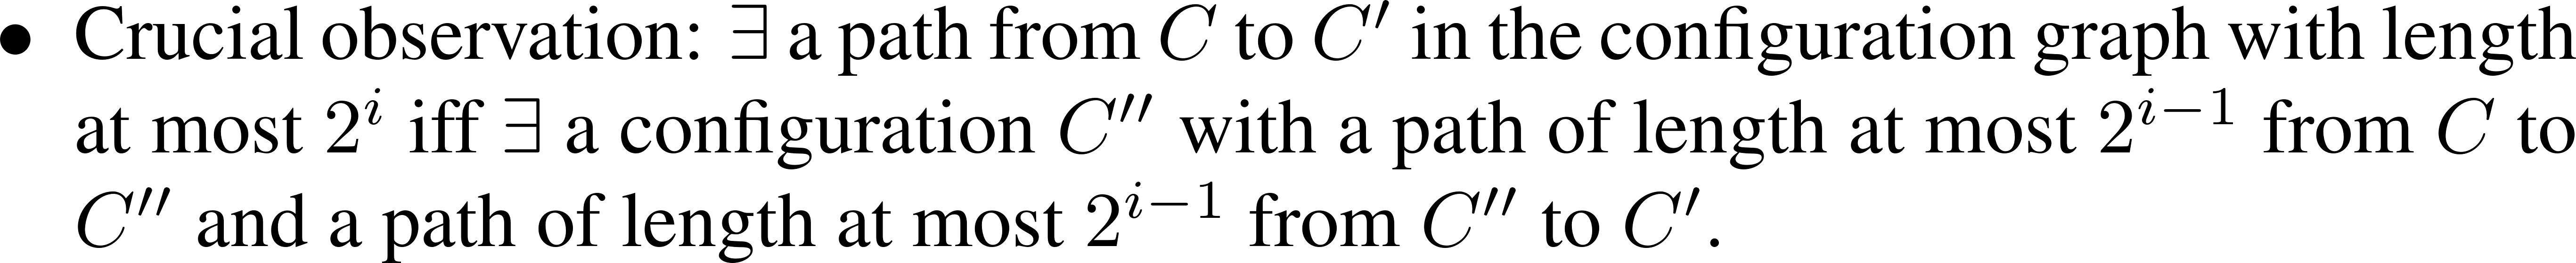 • Crucial observation: ∃ a path from C to C′ in the configuration graph with length
at most 2^i iff ∃ a configuration C′′ with a path of length at most 2^{i−1} from C to
C′′ and a path of length at most 2^{i−1} from C′′ to C′.